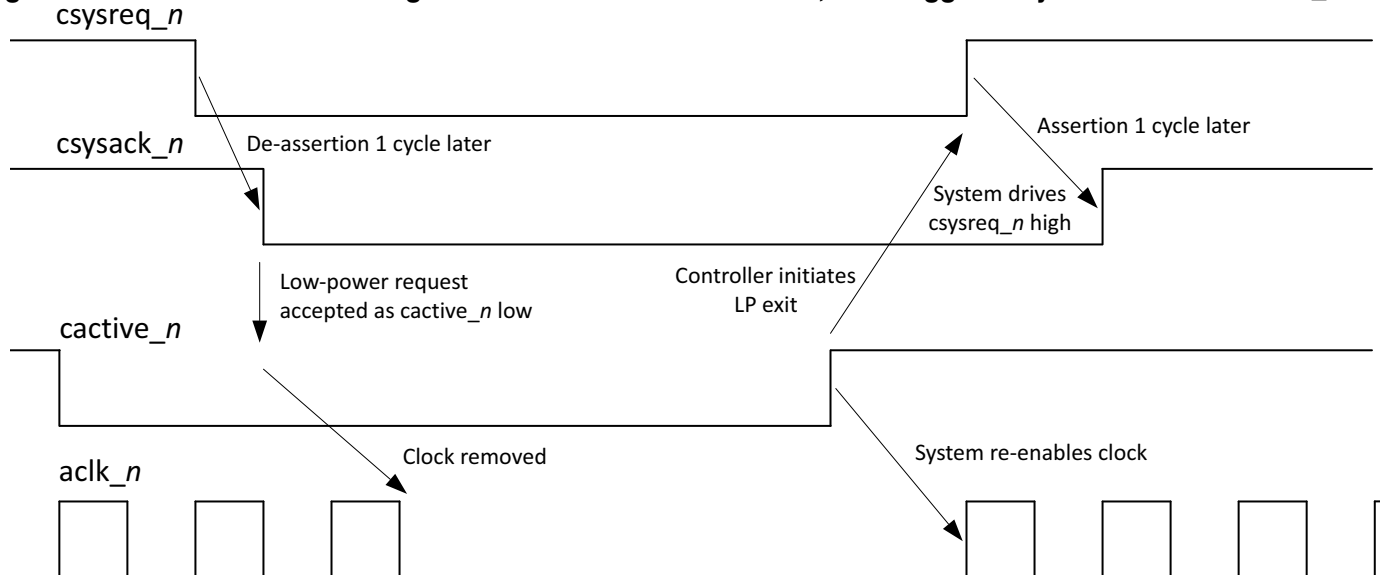 csysreq_n
De-assertion 1 cycle later
Assertion 1 cycle later
csysack_n
System drives
csysreq_n high
Low-power request
accepted as cactive_n low
Controller initiates
LP exit
cactive_n
Clock removed
System re-enables clock
aclk_n